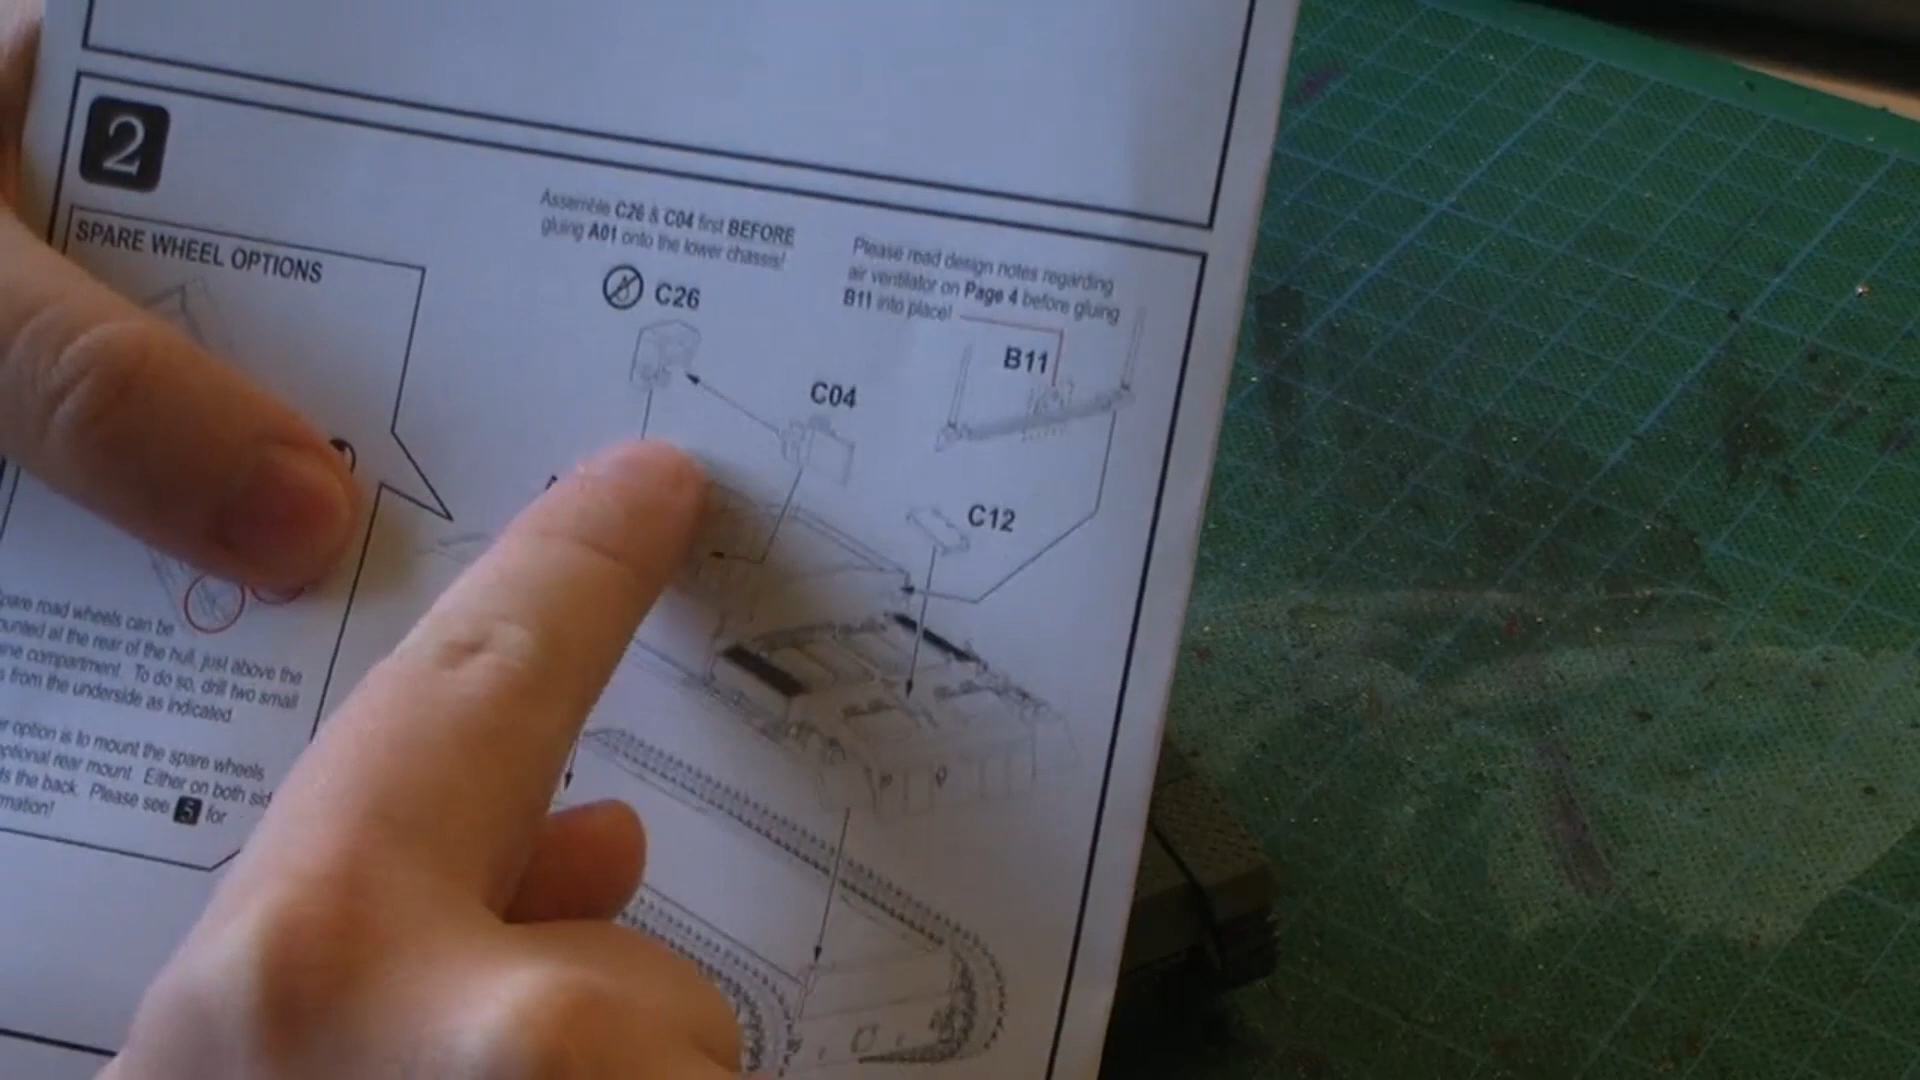 2
SPARE WHEEL OPTIONS
Assemble C26 & C04 first BEFORE
gluing A01 onto the lower chassis!
C26
Please read design notes regarding
air ventilator on Page 4 before gluing
B11 into place!
B11
C04
C12
road wheels can be
at the rear of the hull, just above the
compartment. To do so, drill two small
from the underside as indicated
option is to mount the spare wheels
rear mount. Either on both
the back. Please see 5 for